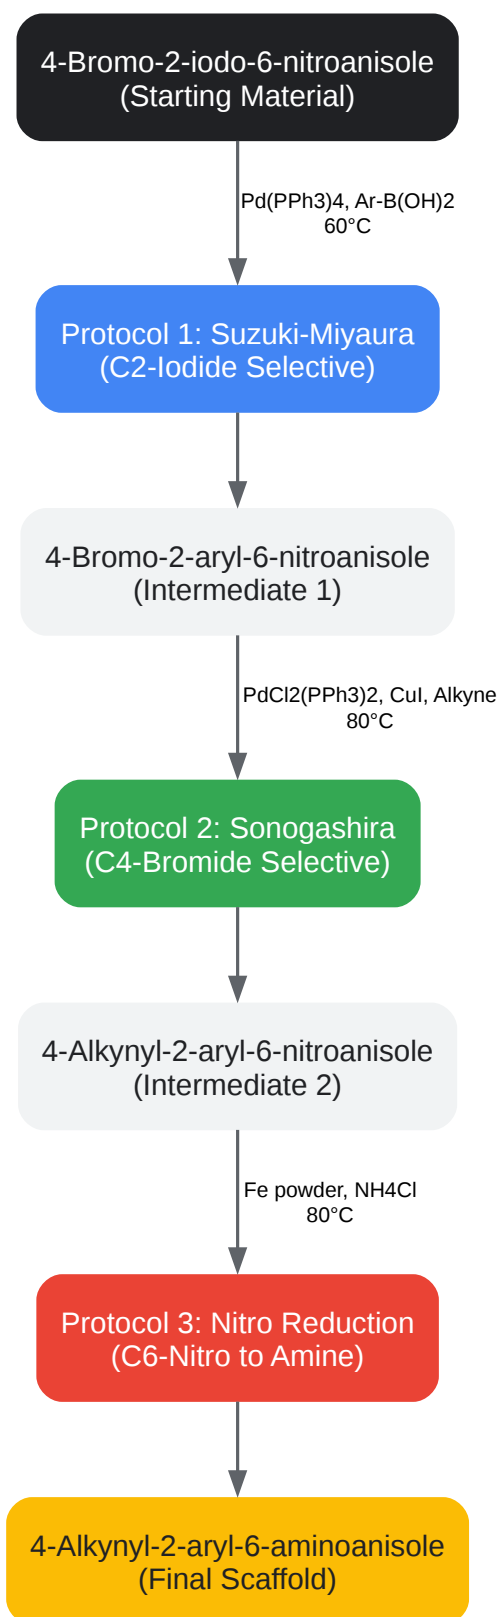 4-Bromo-2-iodo-6-nitroanisole
(Starting Material)
Pd(PPh3)4, Ar-B(OH)2
60°C
Protocol 1: Suzuki-Miyaura
(C2-Iodide Selective)
4-Bromo-2-aryl-6-nitroanisole
(Intermediate 1)
PdCl2(PPh3)2, CuI, Alkyne
80°C
Protocol 2: Sonogashira
(C4-Bromide Selective)
4-Alkynyl-2-aryl-6-nitroanisole
(Intermediate 2)
Fe powder, NH4Cl
80°C
Protocol 3: Nitro Reduction
(C6-Nitro to Amine)
4-Alkynyl-2-aryl-6-aminoanisole
(Final Scaffold)